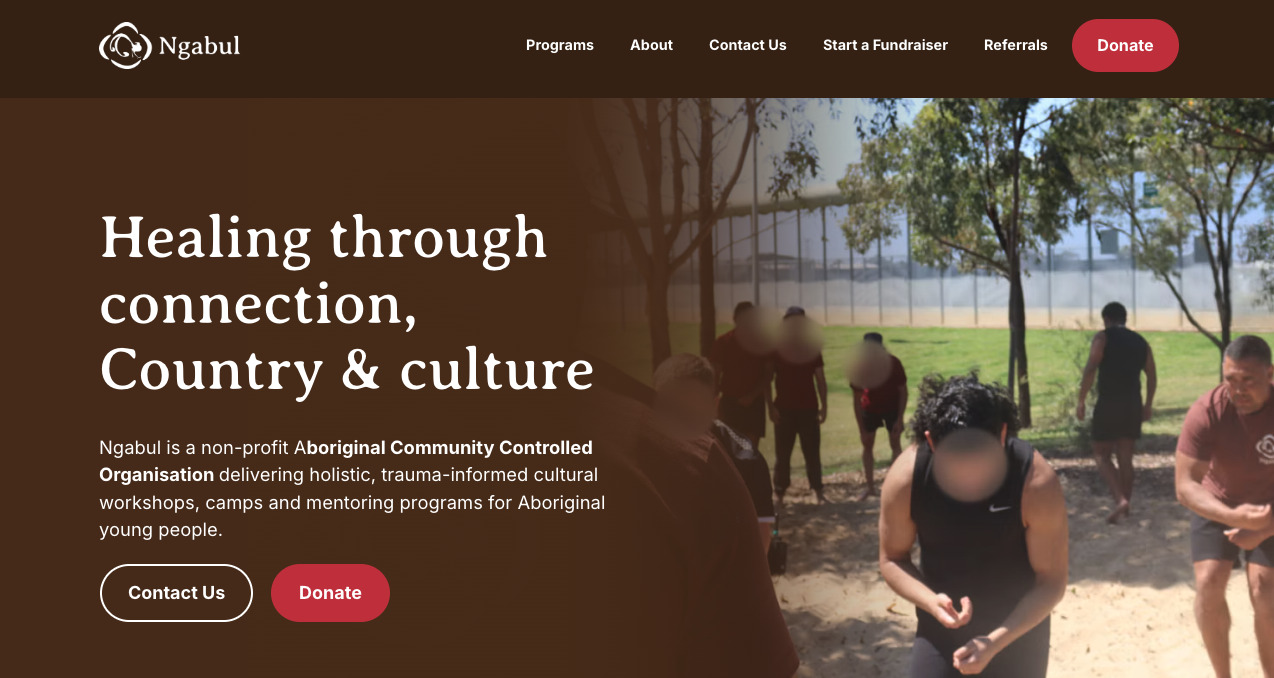 Ngabul
Programs
About
Contact Us
Start a Fundraiser
Referrals
Donate
Healing through
connection,
Country & culture
Ngabul is a non-profit Aboriginal Community Controlled
Organisation delivering holistic, trauma-informed cultural
workshops, camps and mentoring programs for Aboriginal
young people.
Contact Us
Donate